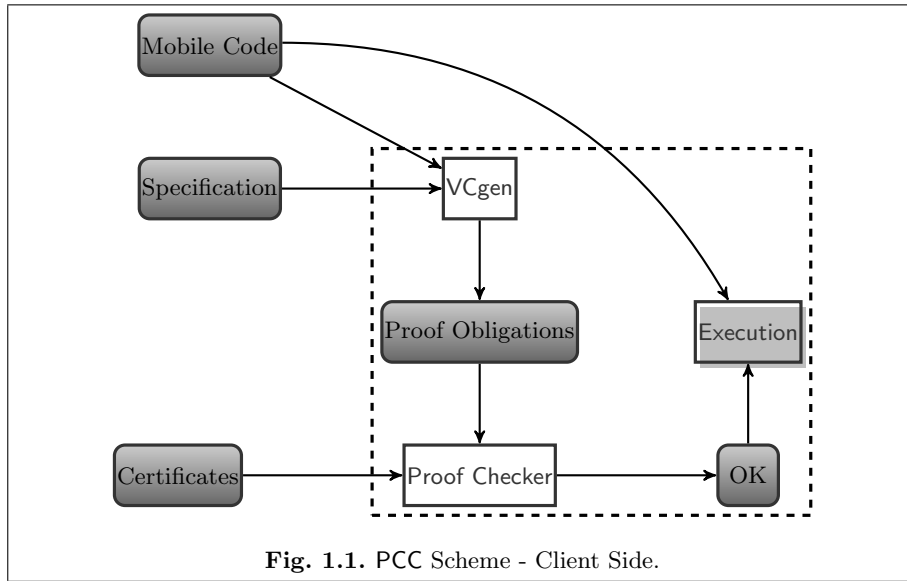 Mobile Code
Specification
VCgen
Proof Obligations
Execution
Certificates
Proof Checker
OK
Fig. 1.1. PCC Scheme - Client Side.